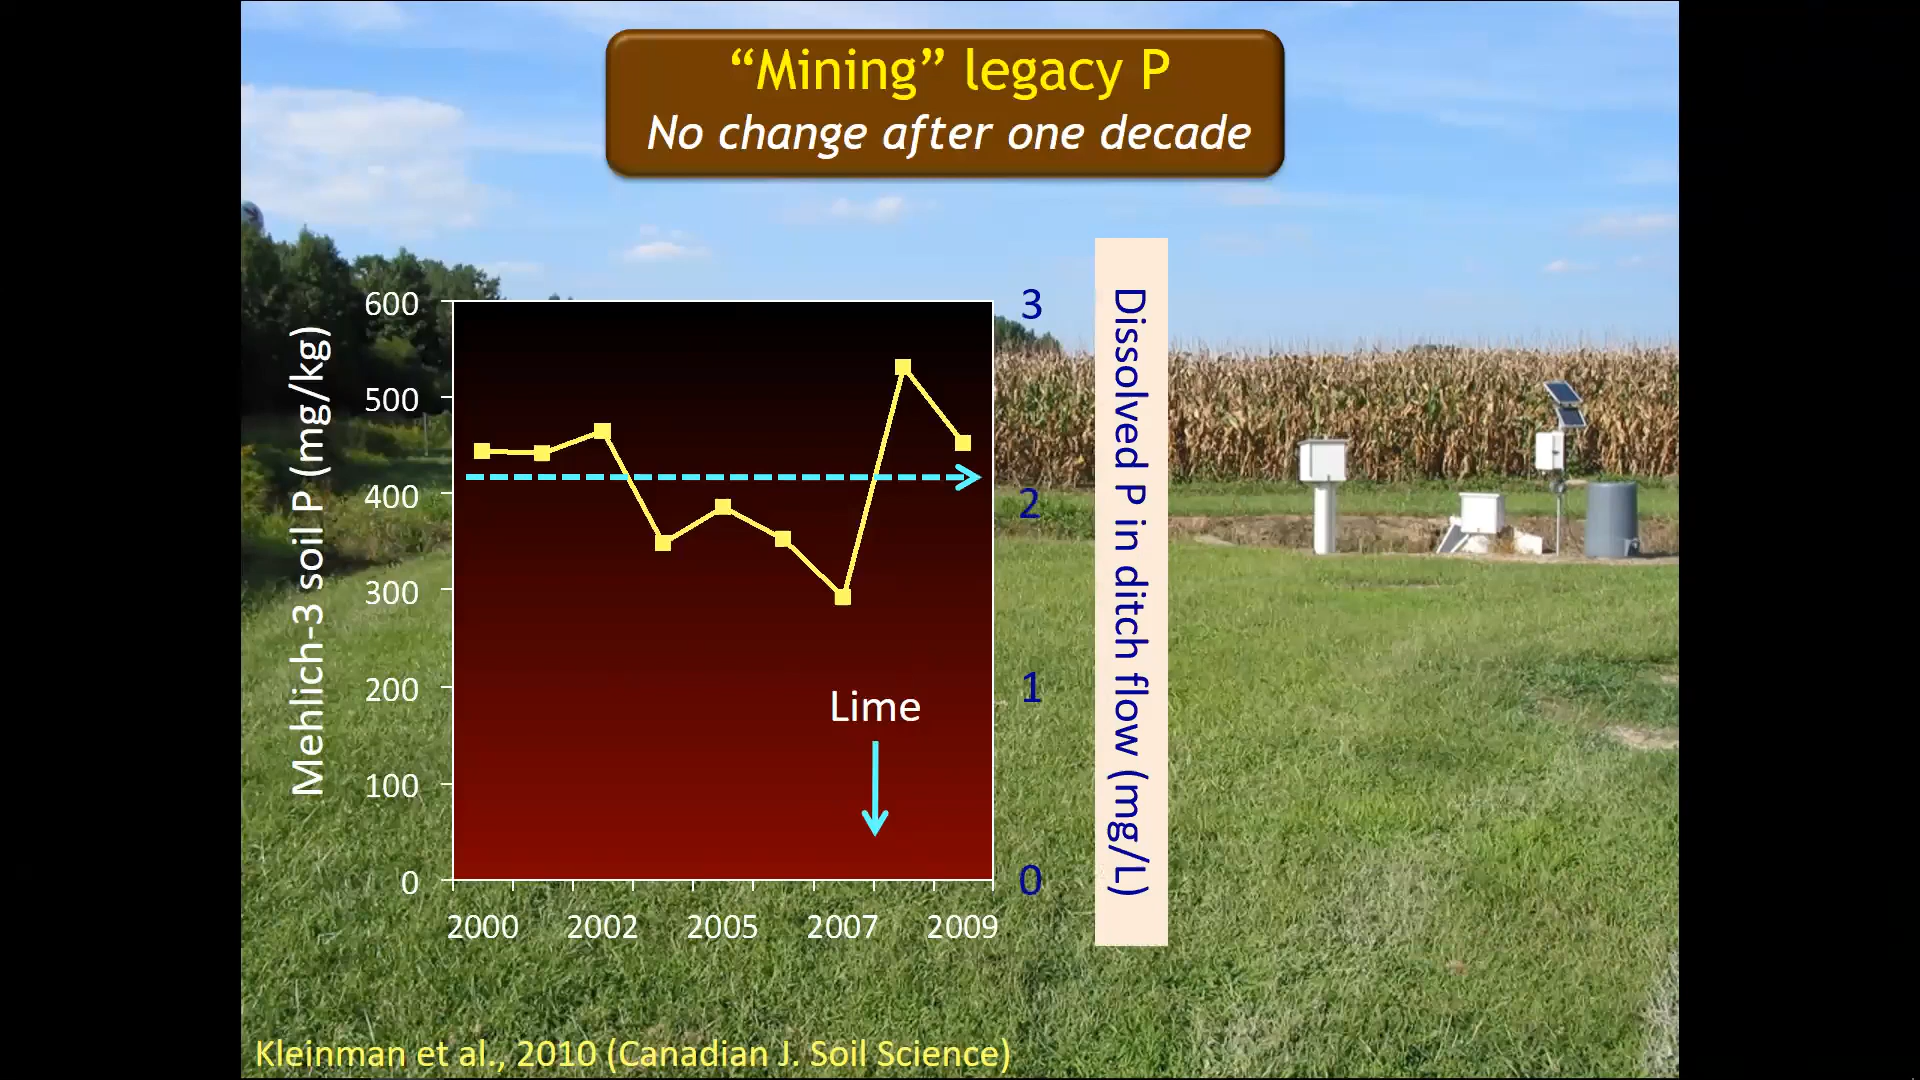 “Mining” legacy P
No change after one decade
Mehlich-3 soil P (mg/kg)
600
500
400
300
200
100
0
Lime
2000 2002 2005 2007 2009
3
2
1
0
Dissolved P in ditch flow (mg/L)
Kleinman et al., 2010 (Canadian J. Soil Science)